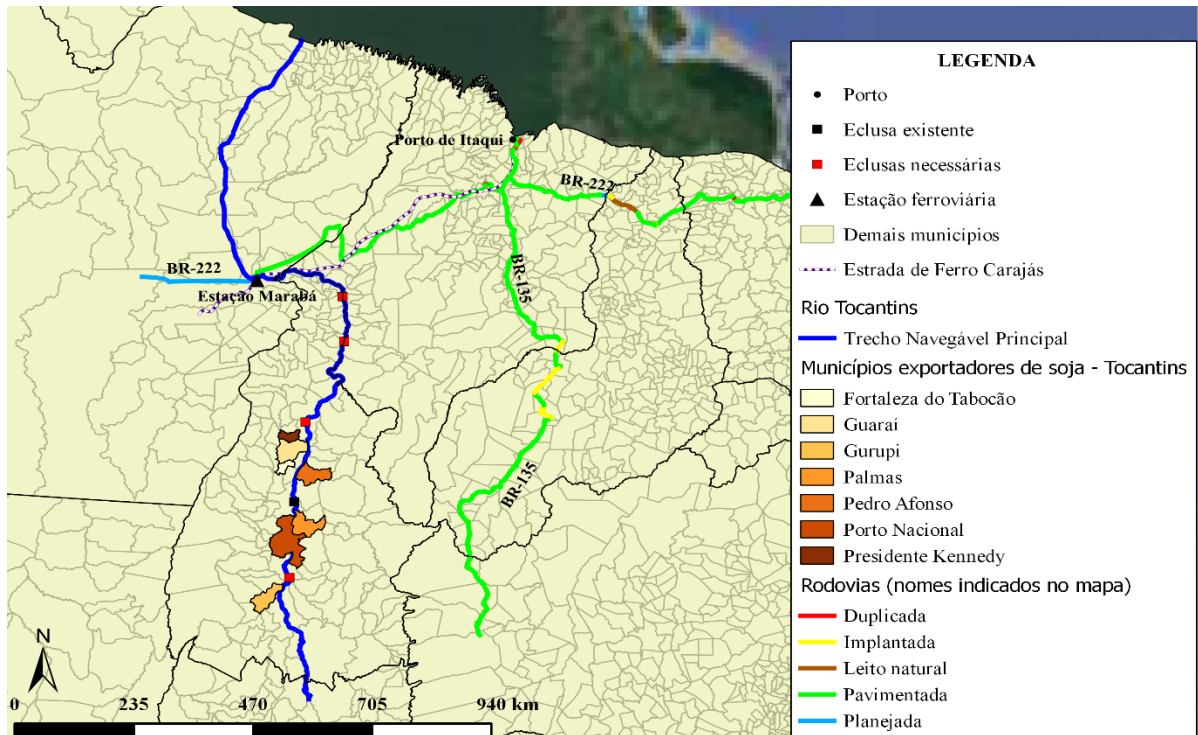 LEGENDA
Porto
Eclusa existente
Eclusas necessárias
Estação ferroviária
Demais municípios
Estrada de Ferro Carajás
Rio Tocantins
Trecho Navegável Principal
Municípios exportadores de soja - Tocantins
Fortaleza do Tabocão
Guaraí
Gurupi
Palmas
Pedro Afonso
Porto Nacional
Presidente Kennedy
Rodovias (nomes indicados no mapa)
Duplicada
Implantada
Leito natural
Pavimentada
Planejada
Porto de Itaqui
BR-222
BR-135
BR-222
Estação Marabá
BR-135
N
0 235 470 705 940 km